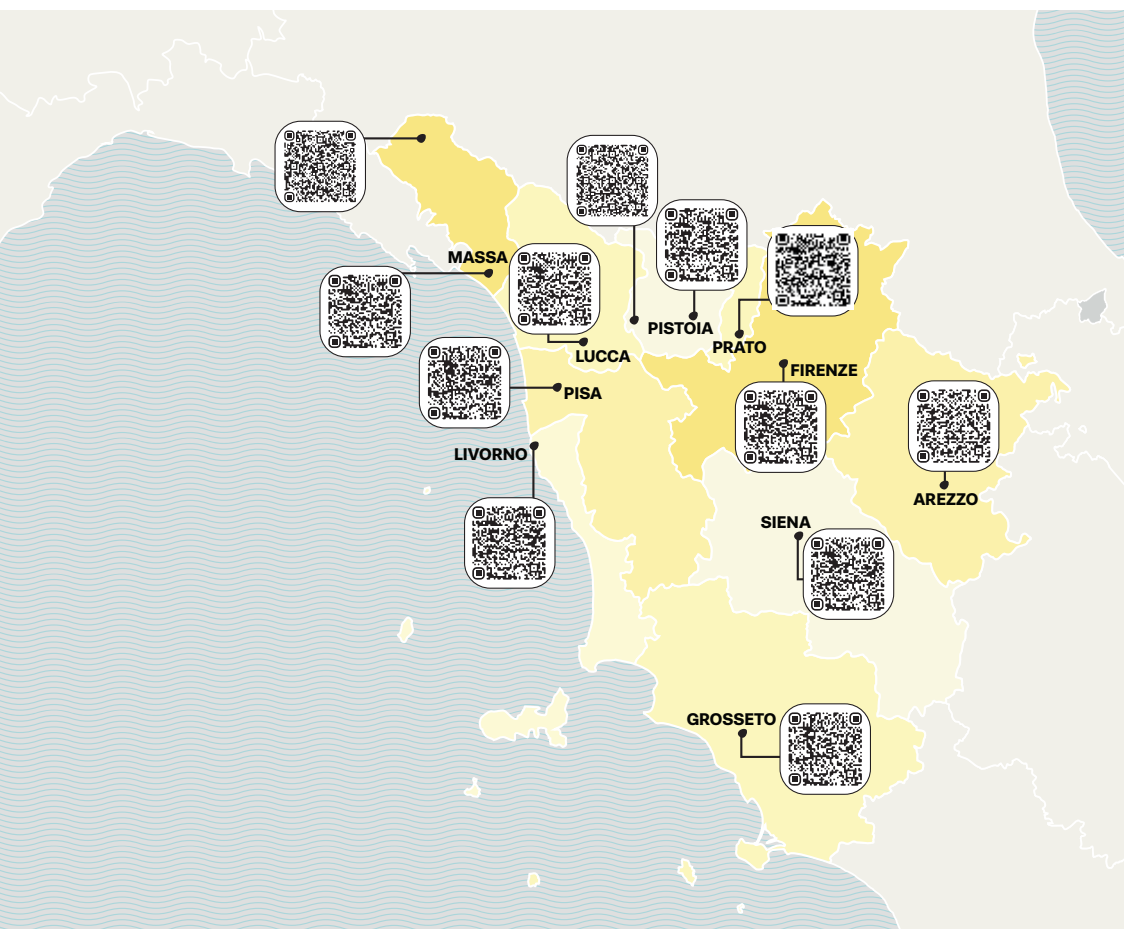 MASSA
PISTOIA
PRATO
LUCCA
FIRENZE
PISA
LIVORNO
AREZZO
SIENA
GROSSETO